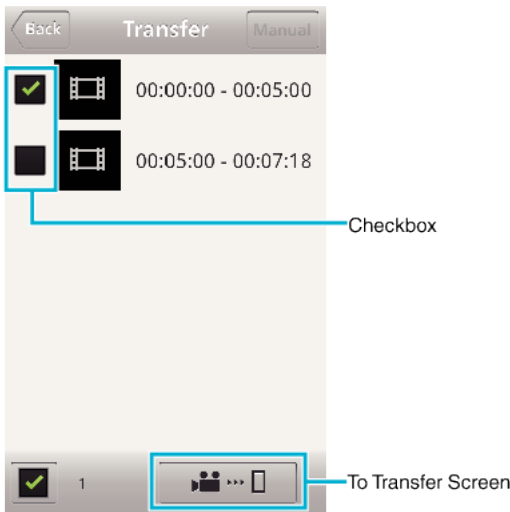 Back Transfer Manual
00:00:00 - 00:05:00
00:05:00 - 00:07:18
Checkbox
1
To Transfer Screen